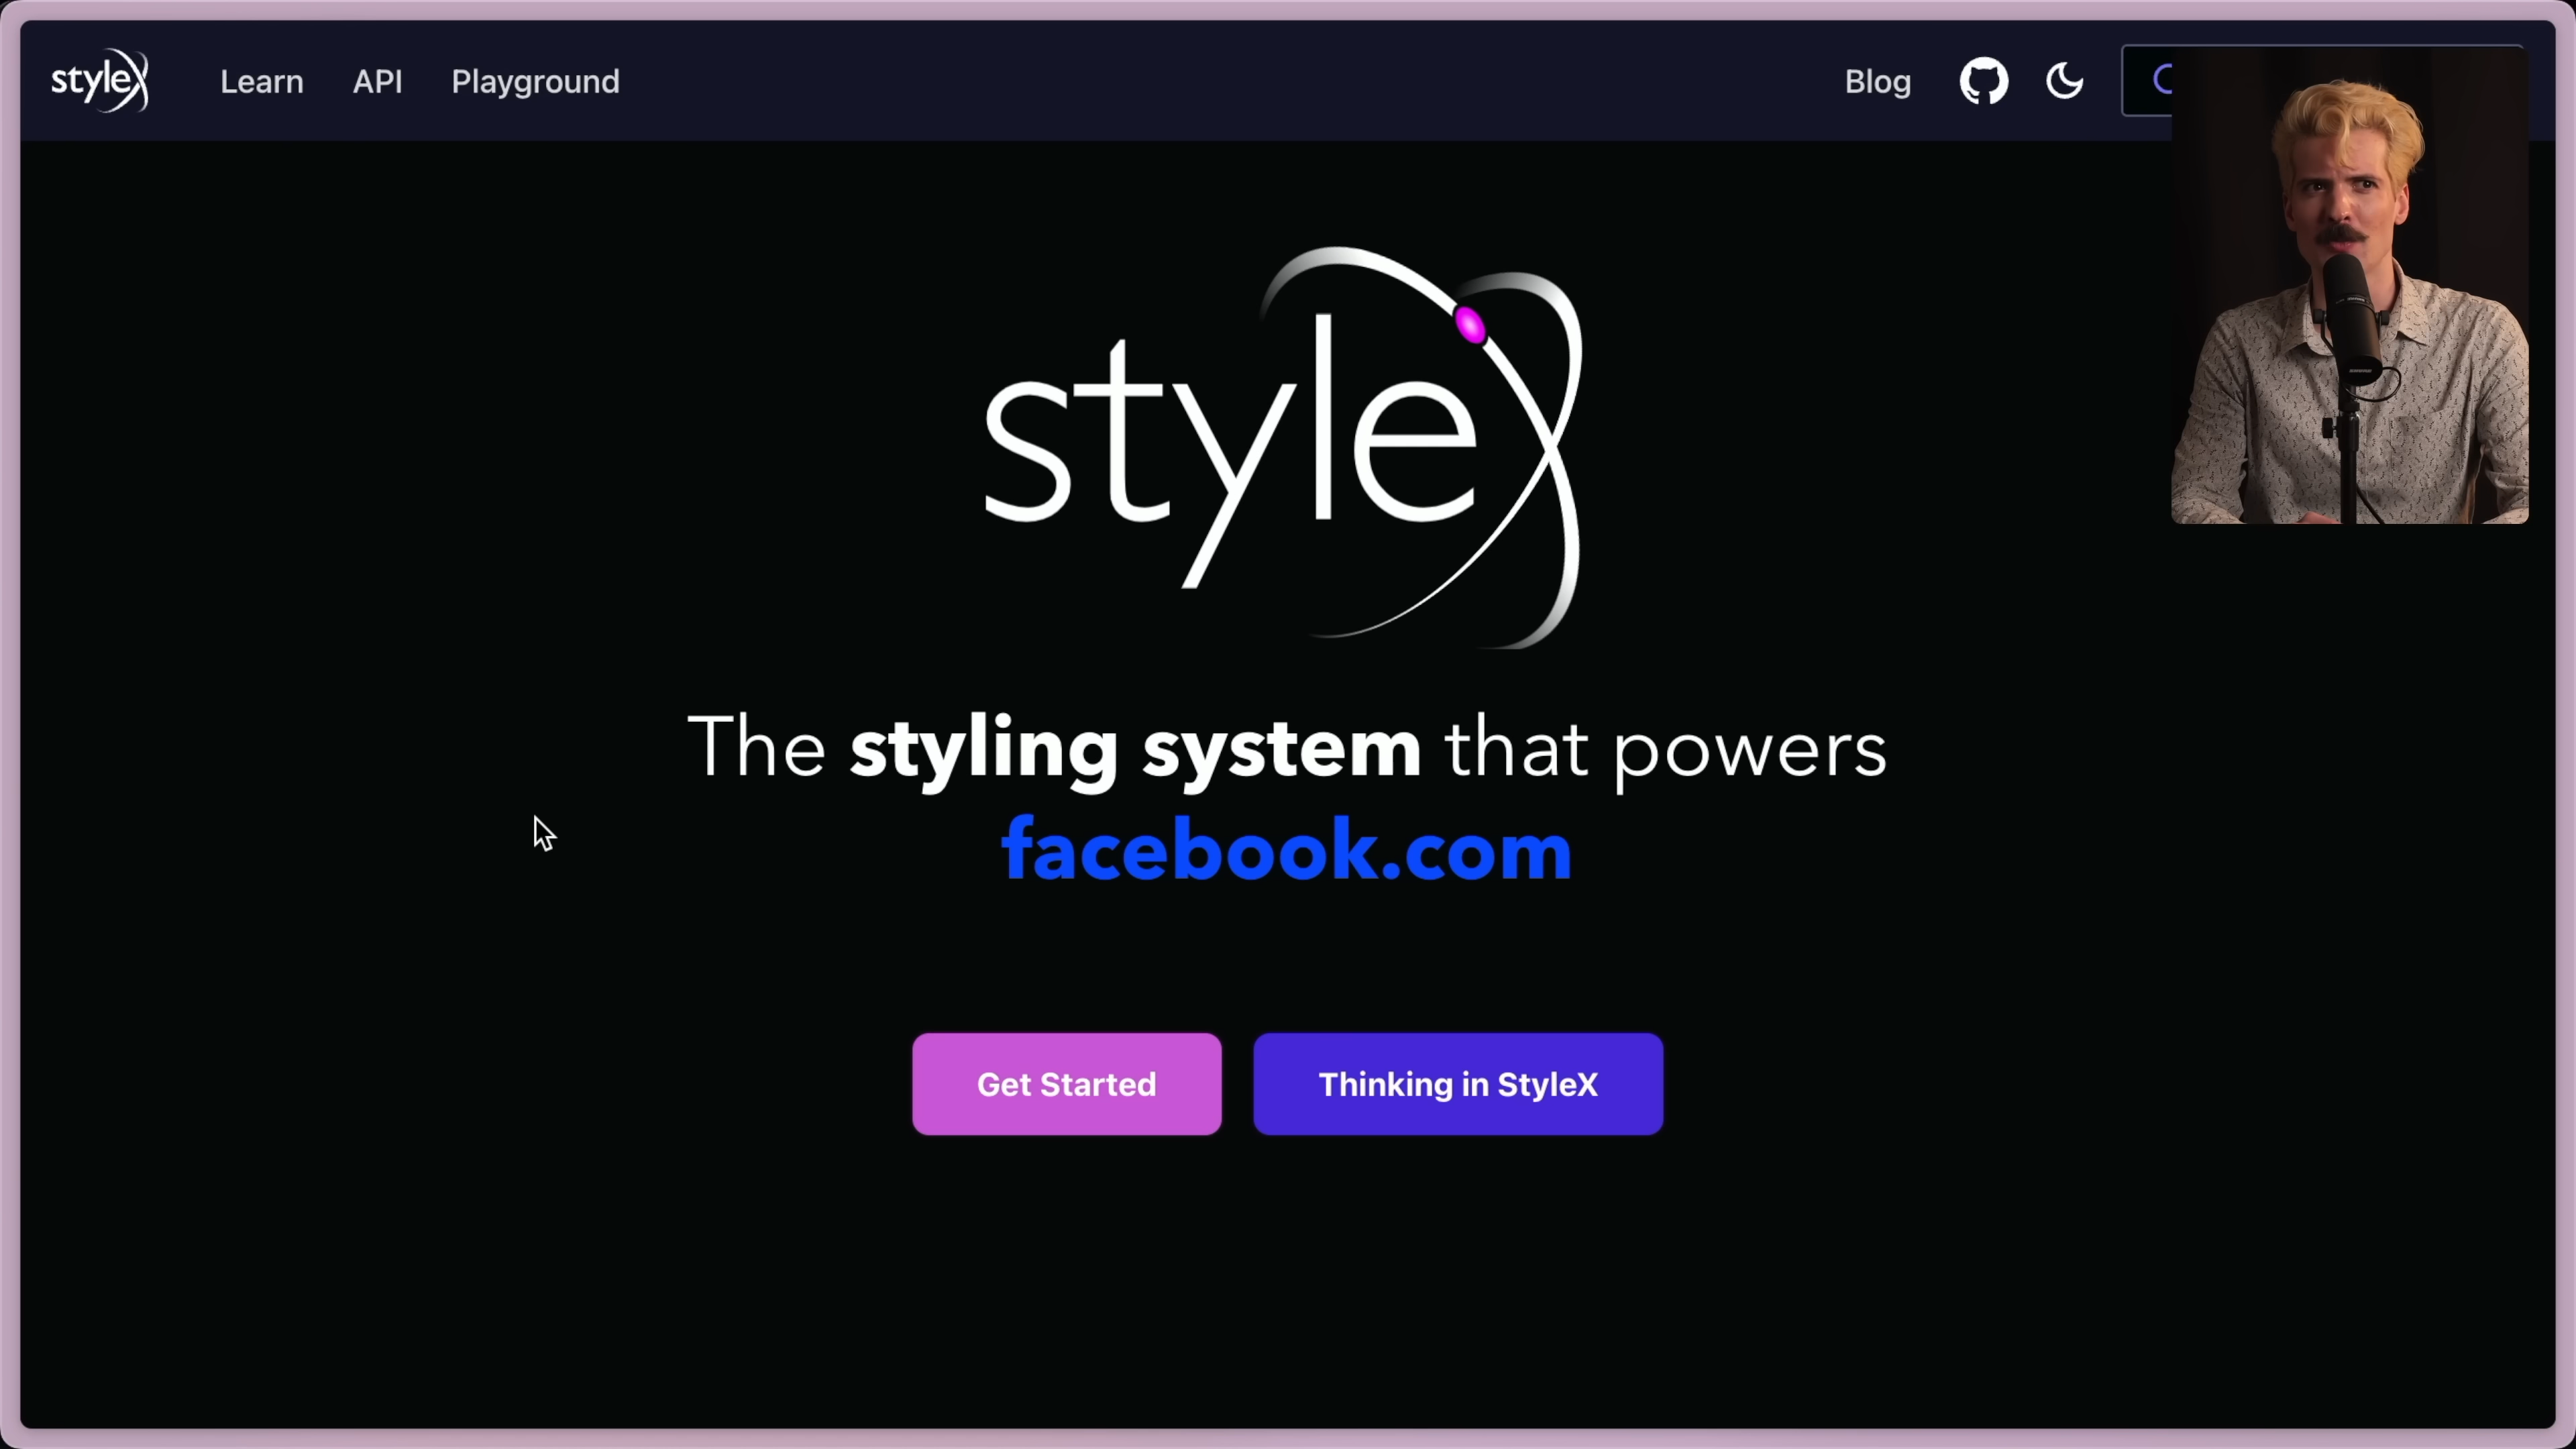 stylex
Learn
API
Playground
Blog
stylex
The styling system that powers
facebook.com
Get Started
Thinking in StyleX